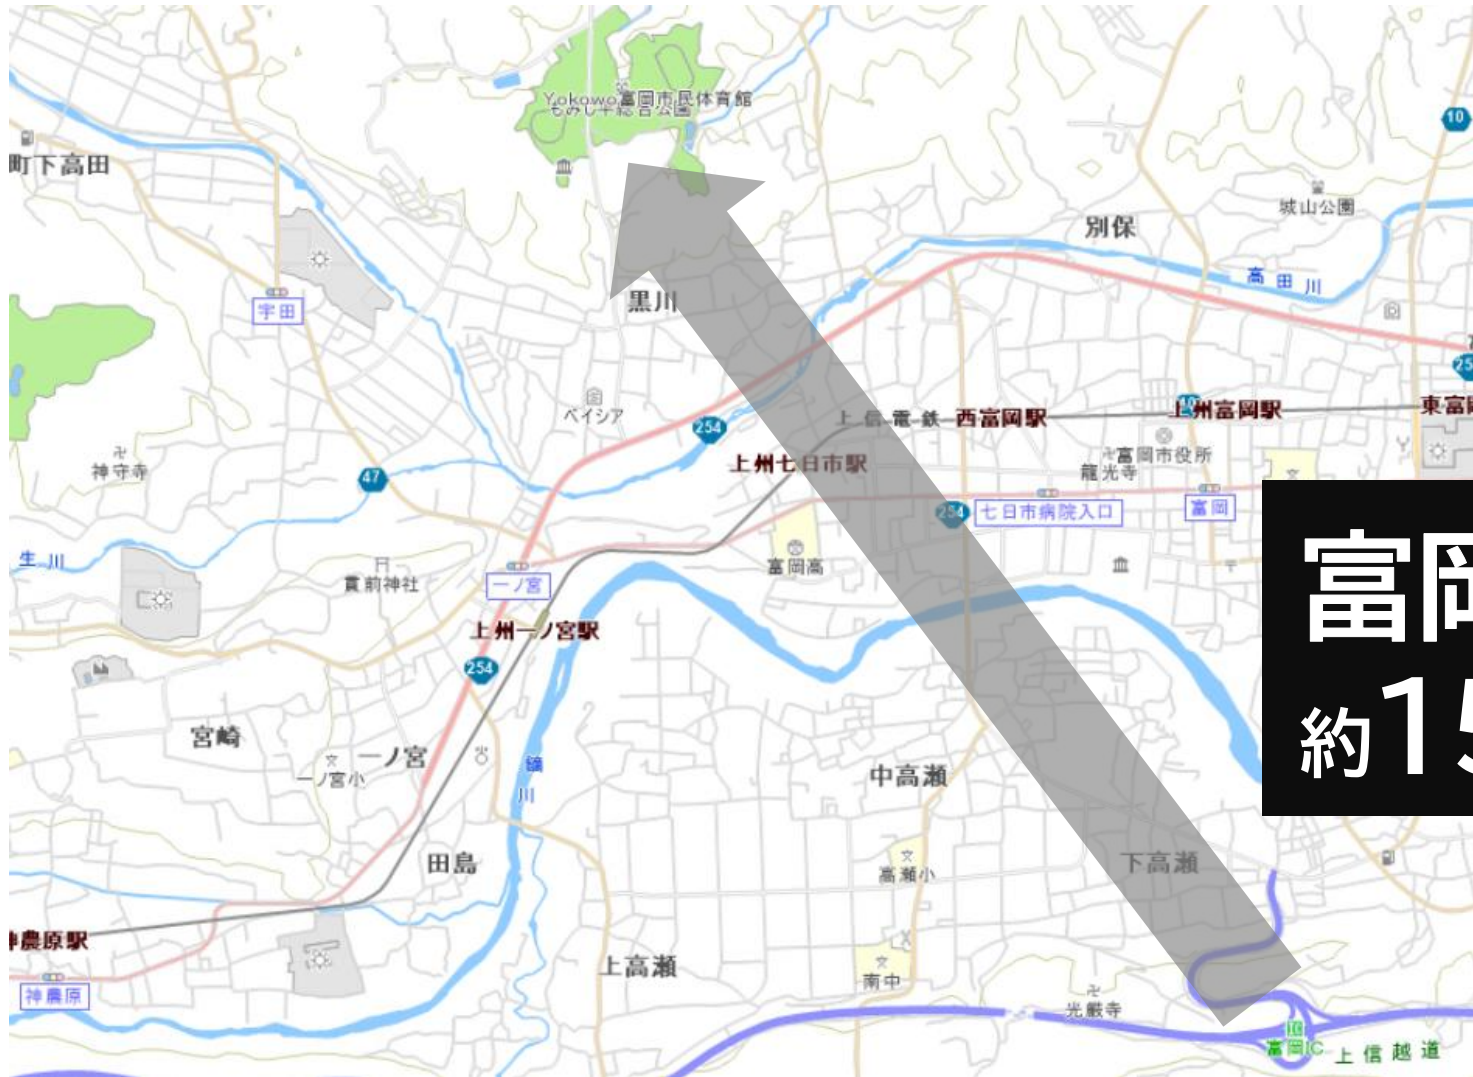 Yokowo富岡市民体育館
もみじ平総合公園
10
町下高田
城山公園
別保
高田川
宇田
黒川
ベイシア
254
上信電鉄
西富岡駅
上州富岡駅
東富
神守寺
47
上州七日市駅
富岡市役所
龍光寺
254
七日市病院入口
富岡
生川
貫前神社
一ノ宮
富岡高
富岡
約15
上州一ノ宮駅
254
宮崎
一ノ宮
一ノ宮小
鏑川
中高瀬
田島
高瀬小
下高瀬
農原駅
上高瀬
南中
神農原
光厳寺
富岡IC
上信越道